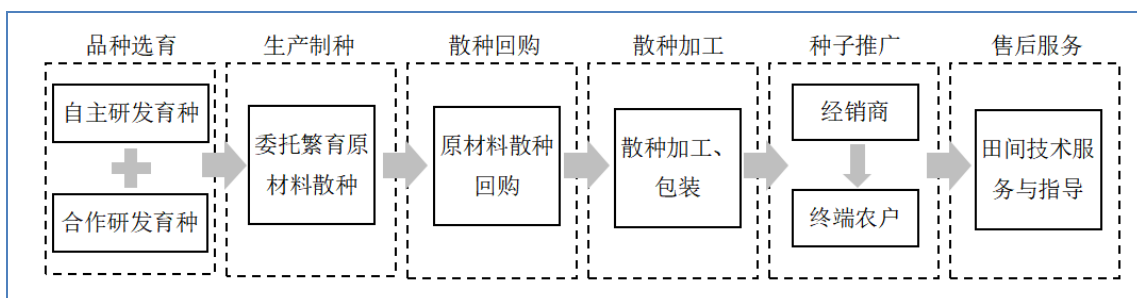 品种选育
生产制种
散种回购
散种加工
种子推广
售后服务
自主研发育种
合作研发育种
委托繁育原
材料散种
原材料散种
回购
散种加工、
包装
经销商
终端农户
田间技术服
务与指导